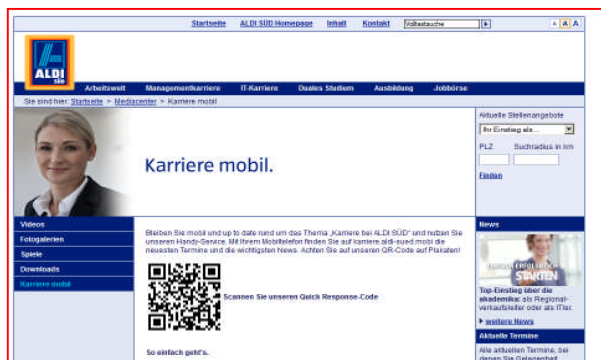 Startseite ALDI SÜD Homepage Inhalt Kontakt Volltextsuche A A A
ALDI
SÜD
Arbeitswelt Managementkarriere IT-Karriere Duales Studium Ausbildung Jobbörse
Sie sind hier: Startseite > Mediacenter > Karriere mobil
Karriere mobil.
Aktuelle Stellenangebote
Ihr Einstieg als ...
PLZ Suchradius in km
Finden
Videos
Fotogalerien
Spiele
Downloads
Karriere mobil
Bleiben Sie mobil und up to date rund um das Thema „Karriere bei ALDI SÜD“ und nutzen Sie
unseren Handy-Service. Mit Ihrem Mobiltelefon finden Sie auf karriere.aldi-sued.mobi die
neuesten Termine und die wichtigsten News. Achten Sie auf unseren QR-Code auf Plakaten!
Scannen Sie unseren Quick Response-Code
So einfach geht's.
News
ERFOLGREICH
STARTEN
Top-Einstieg über die
akademika: als Regional-
verkaufsleiter oder als ITler.
weitere News
Aktuelle Termine
Alle aktuellen Termine, bei
denen Sie Gelegenheit